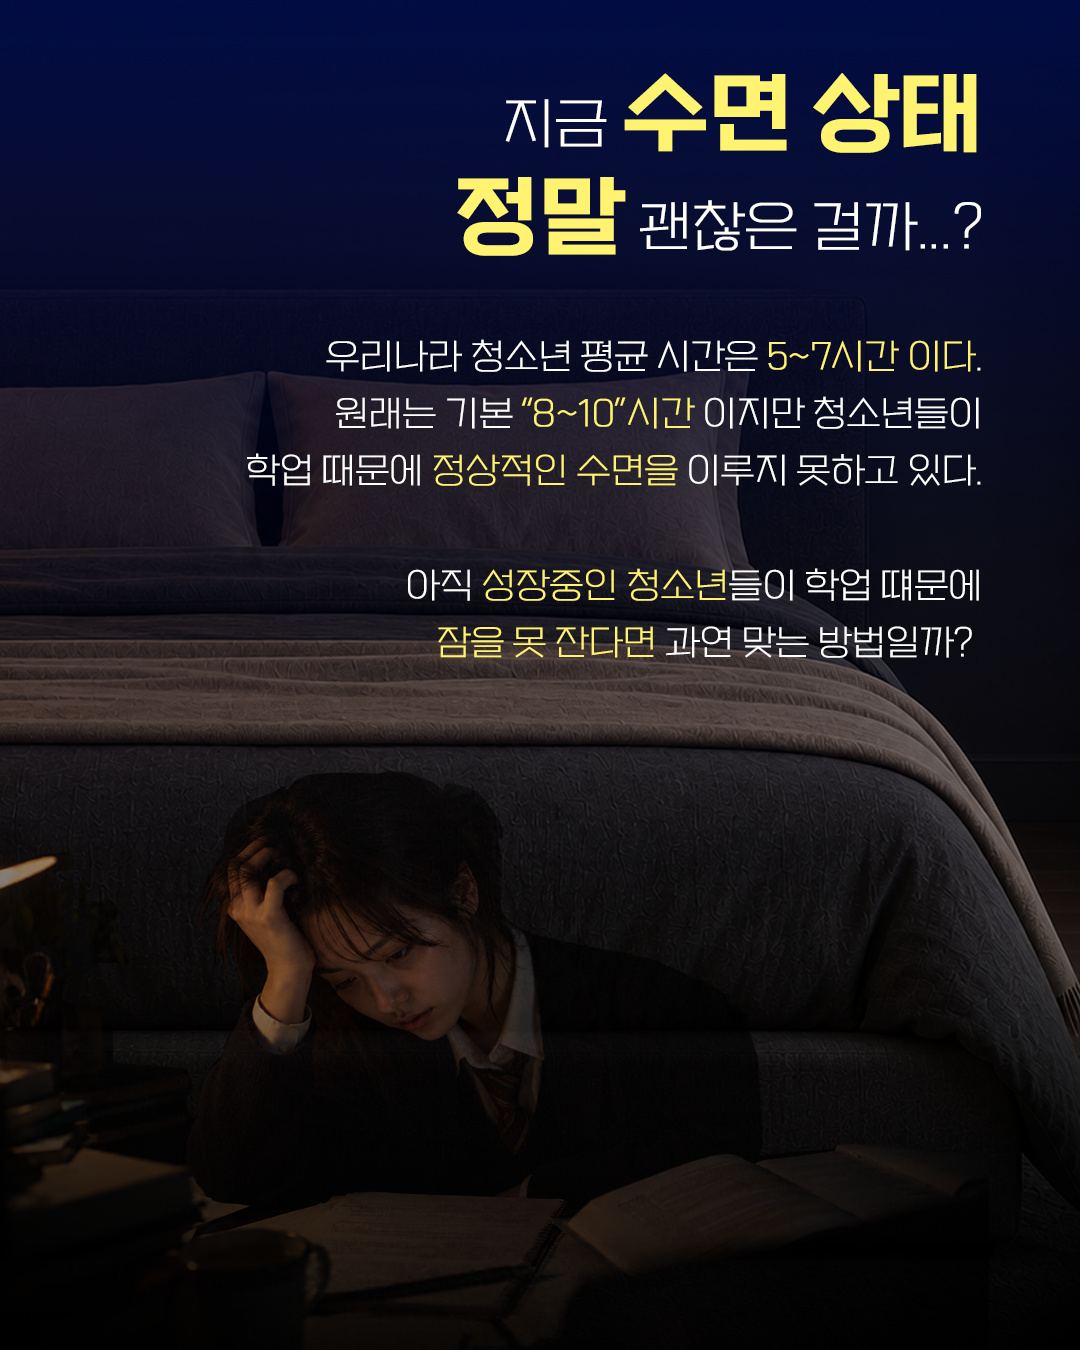 지금 수면 상태
정말 괜찮은 걸까...?
우리나라 청소년 평균 시간은 5~7시간 이다.
원래는 기본 “8~10”시간 이지만 청소년들이
학업 때문에 정상적인 수면을 이루지 못하고 있다.
아직 성장중인 청소년들이 학업 떄문에
잠을 못 잔다면 과연 맞는 방법일까?